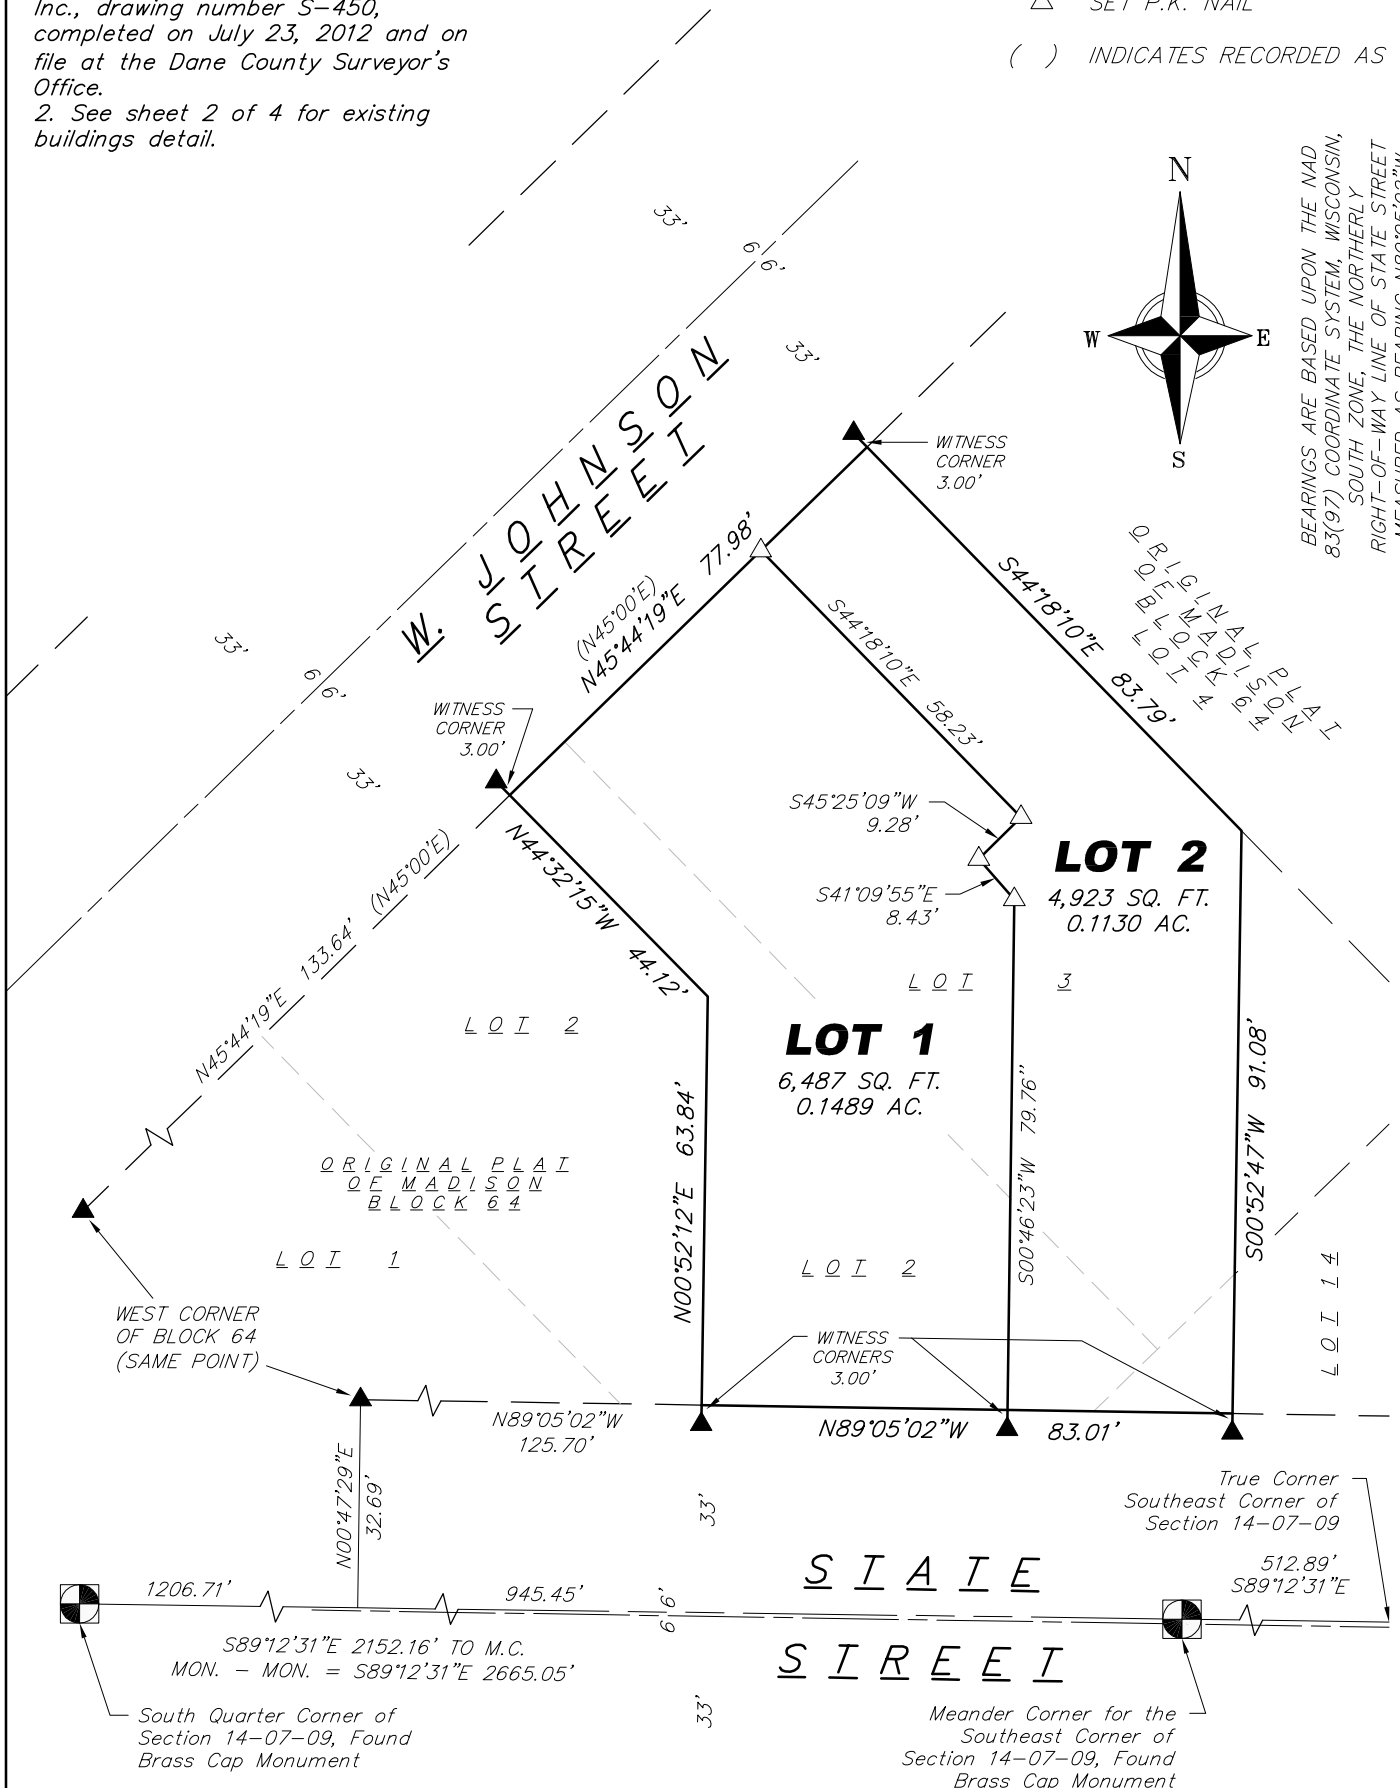 Inc., drawing number S-450,
completed on July 23, 2012 and on
file at the Dane County Surveyor's
Office.
2. See sheet 2 of 4 for existing
buildings detail.
SET P.K. NAIL
( ) INDICATES RECORDED AS
BEARINGS ARE BASED UPON THE NAD
83(97) COORDINATE SYSTEM, WISCONSIN,
SOUTH ZONE, THE NORTHERLY
RIGHT-OF-WAY LINE OF STATE STREET
N
W
E
S
33'
66'
33'
W. JOHNSON
STREET
WITNESS
CORNER
3.00'
77.98'
(N45°00'E)
N45°44'19"E
S44°18'10"E 83.79'
ORIGINAL PLAT
OF MADISON
BLOCK 64
LOT 4
33'
66'
33'
WITNESS
CORNER
3.00'
S44°18'10"E 58.23'
S45°25'09"W
9.28'
S41°09'55"E
8.43'
LOT 2
4,923 SQ. FT.
0.1130 AC.
N44°32'15"W 44.12'
N45°44'19"E 133.64' (N45°00'E)
LOT 3
LOT 2
LOT 1
6,487 SQ. FT.
0.1489 AC.
N00°52'12"E 63.84'
S00°46'23"W 79.76"
S00°52'47"W 91.08'
ORIGINAL PLAT
OF MADISON
BLOCK 64
LOT 1
LOT 2
LOT 14
WEST CORNER
OF BLOCK 64
(SAME POINT)
WITNESS
CORNERS
3.00'
N89°05'02"W
125.70'
N89°05'02"W 83.01'
N00°47'29"E
32.69'
33'
True Corner
Southeast Corner of
Section 14-07-09
512.89'
S89°12'31"E
STATE
STREET
1206.71'
945.45'
66'
S89°12'31"E 2152.16' TO M.C.
MON. - MON. = S89°12'31"E 2665.05'
33'
South Quarter Corner of
Section 14-07-09, Found
Brass Cap Monument
Meander Corner for the
Southeast Corner of
Section 14-07-09, Found
Brass Cap Monument